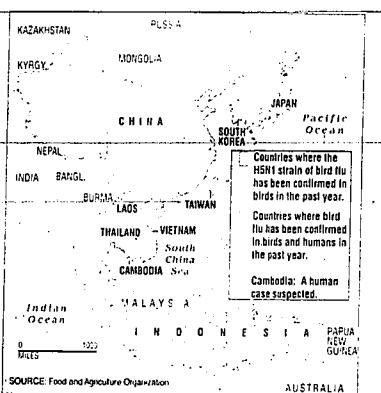 RUSSIA
KAZAKHSTAN
MONGOLIA
KYRGY.
JAPAN
CHINA
Pacific
Ocean
SOUTH
KOREA
NEPAL
INDIA BANGL.
BURMA
LAOS
TAIWAN
THAILAND
VIETNAM
South
China
Sea
CAMBODIA
MALAYSIA
Indian
Ocean
INDONESIA
PAPUA
NEW
GUINEA
0
MILES
AUSTRALIA
Countries where the
H5N1 strain of bird flu
has been confirmed in
birds in the past year.
Countries where bird
flu has been confirmed
in birds and humans in
the past year.
Cambodia: A human
case suspected.
SOURCE: Food and Agriculture Organization